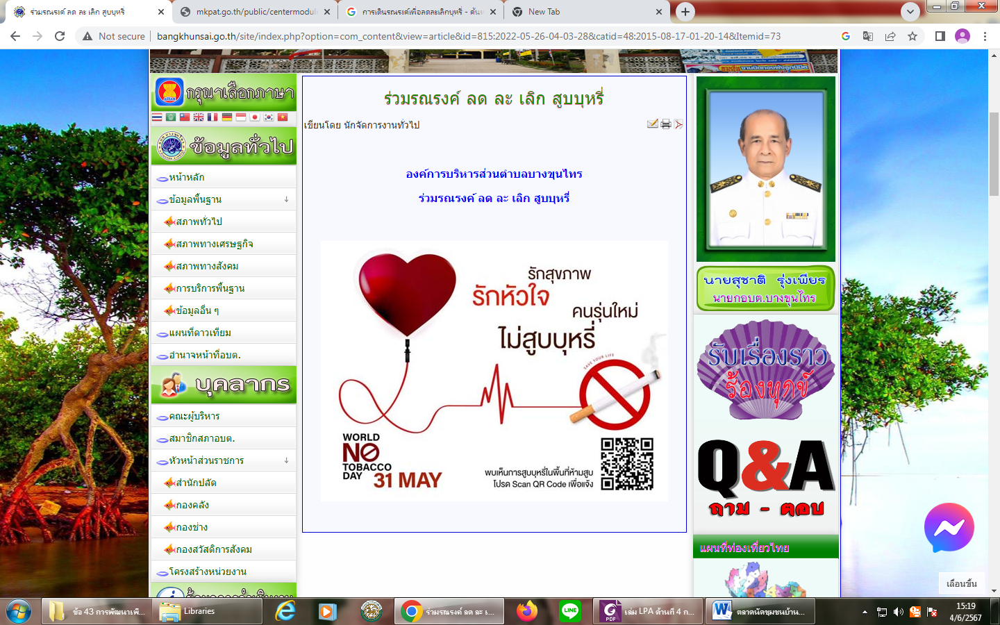 ร่วมรณรงค์ ลด ละ เลิก สูบบุหรี่
mkpat.go.th/public/centermodul
การเดินรณรงค์เพื่อลดละเลิกบุหรี่ - ค้นห
New Tab
Not secure
bangkhunsai.go.th/site/index.php?option=com_content&view=article&id=815:2022-05-26-04-03-28&catid=48:2015-08-17-01-20-14&Itemid=73
กรุณาเลือกภาษา
ข้อมูลทั่วไป
หน้าหลัก
ข้อมูลพื้นฐาน
สภาพทั่วไป
สภาพทางเศรษฐกิจ
สภาพทางสังคม
การบริการพื้นฐาน
ข้อมูลอื่น ๆ
แผนที่ดาวเทียม
อำนาจหน้าที่อบต.
บุคลากร
คณะผู้บริหาร
สมาชิกสภาอบต.
หัวหน้าส่วนราชการ
สำนักปลัด
กองคลัง
กองช่าง
กองสวัสดิการสังคม
โครงสร้างหน่วยงาน
ร่วมรณรงค์ ลด ละ เลิก สูบบุหรี่
เขียนโดย นักจัดการงานทั่วไป
องค์การบริหารส่วนตำบลบางขุนไทร
ร่วมรณรงค์ ลด ละ เลิก สูบบุหรี่
รักสุขภาพ
รักหัวใจ
คนรุ่นใหม่
ไม่สูบบุหรี่
SAVE YOUR LIFE
WORLD
NO
TOBACCO
DAY 31 MAY
พบเห็นการสูบบุหรี่ในพื้นที่ห้ามสูบ
โปรด Scan QR Code เพื่อแจ้ง
นายสุชาติ รุ่งเพียร
นายกอบต.บางขุนไทร
รับเรื่องราว
ร้องทุกข์
Q&A
ถาม - ตอบ
แผนที่ท่องเที่ยวไทย
เลื่อนขึ้น
ข้อ 43 การพัฒนาเพื...
Libraries
ร่วมรณรงค์ ลด ละ เ...
เล่ม LPA ด้านที่ 4 ก...
ตลาดนัดชุมชนบ้าน...
15:19
4/6/2567